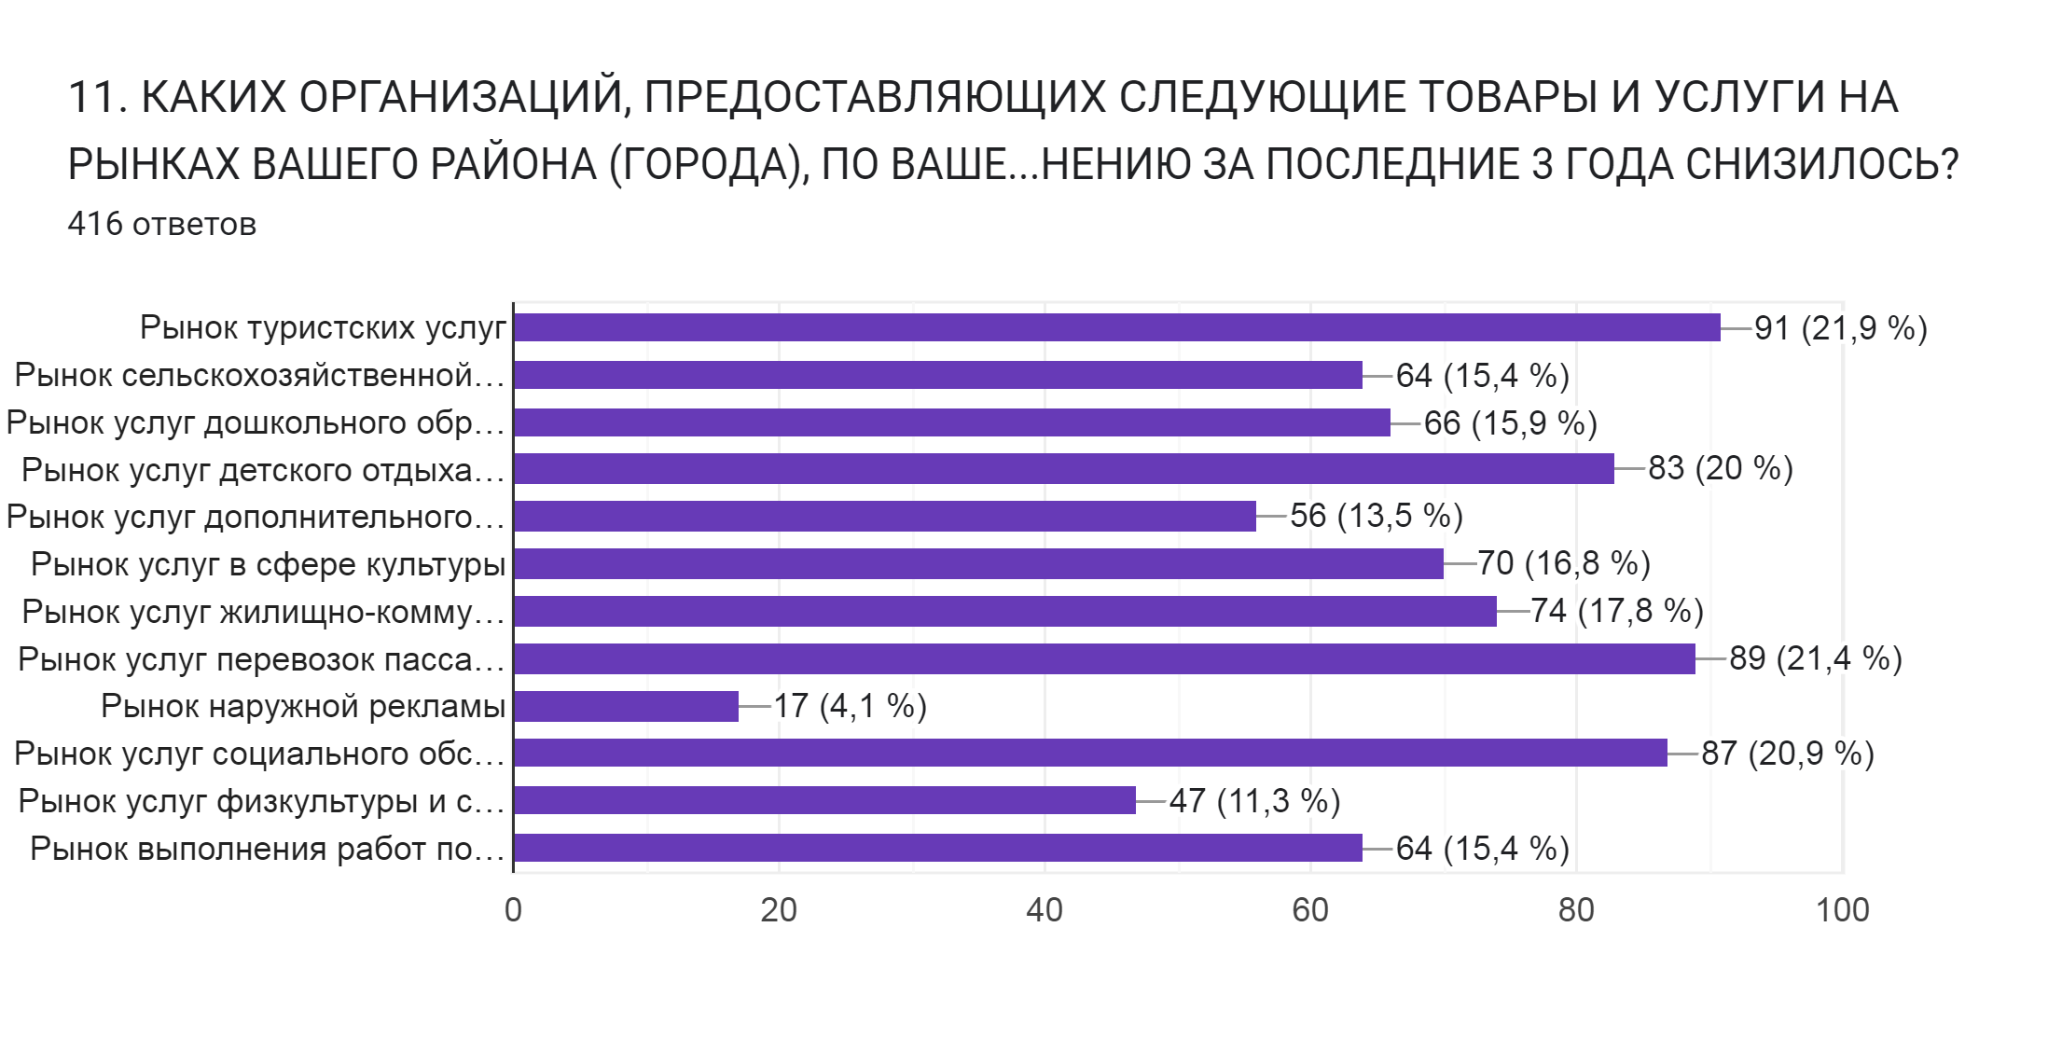 11. КАКИХ ОРГАНИЗАЦИЙ, ПРЕДОСТАВЛЯЮЩИХ СЛЕДУЮЩИЕ ТОВАРЫ И УСЛУГИ НА
РЫНКАХ ВАШЕГО РАЙОНА (ГОРОДА), ПО ВАШЕ...НЕНИЮ ЗА ПОСЛЕДНИЕ 3 ГОДА СНИЗИЛОСЬ?
416 ответов
Рынок туристских услуг 91 (21,9 %)
Рынок сельскохозяйственной… 64 (15,4 %)
Рынок услуг дошкольного обр… 66 (15,9 %)
Рынок услуг детского отдыха… 83 (20 %)
Рынок услуг дополнительного… 56 (13,5 %)
Рынок услуг в сфере культуры 70 (16,8 %)
Рынок услуг жилищно-комму… 74 (17,8 %)
Рынок услуг перевозок пасса… 89 (21,4 %)
Рынок наружной рекламы 17 (4,1 %)
Рынок услуг социального обс… 87 (20,9 %)
Рынок услуг физкультуры и с… 47 (11,3 %)
Рынок выполнения работ по… 64 (15,4 %)
0 20 40 60 80 100